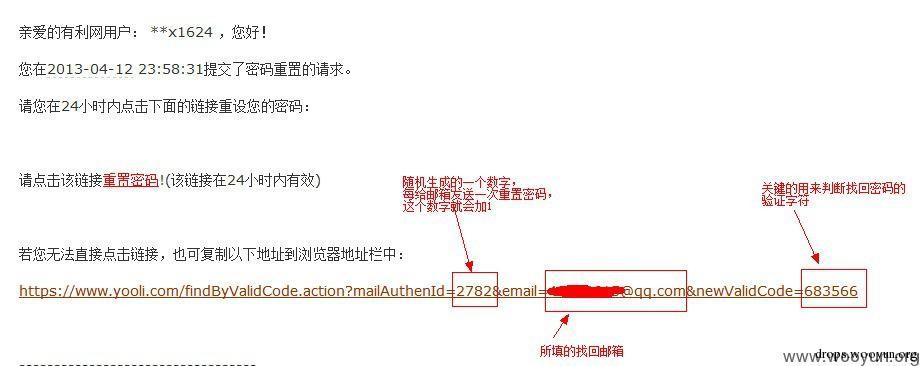 亲爱的有利网用户： **x1624 ，您好！
您在2013-04-12 23:58:31提交了密码重置的请求。
请您在24小时内点击下面的链接重设您的密码：
请点击该链接重置密码!(该链接在24小时内有效)
随机生成的一个数字，
每给邮箱发送一次重置密码，
这个数字就会加1
关键的用来判断找回密码的
验证字符
若您无法直接点击链接，也可复制以下地址到浏览器地址栏中：
https://www.yooli.com/findByValidCode.action?mailAuthenId=2782&email=@qq.com&newValidCode=683566
所填的找回邮箱
drops.wooyun.org
www.wooyun.org